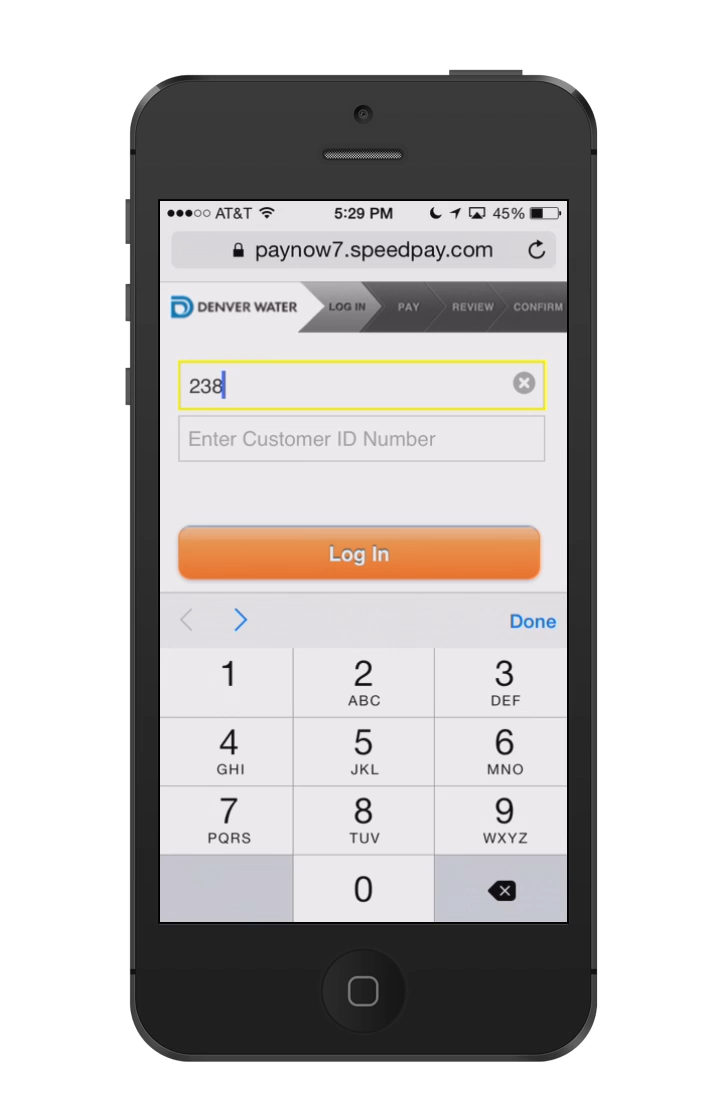 AT&T 5:29 PM 45%
paynow7.speedpay.com
DENVER WATER LOG IN PAY REVIEW CONFIRM
238
Enter Customer ID Number
Log In
Done
1 2 3
ABC DEF
4 5 6
GHI JKL MNO
7 8 9
PQRS TUV WXYZ
0